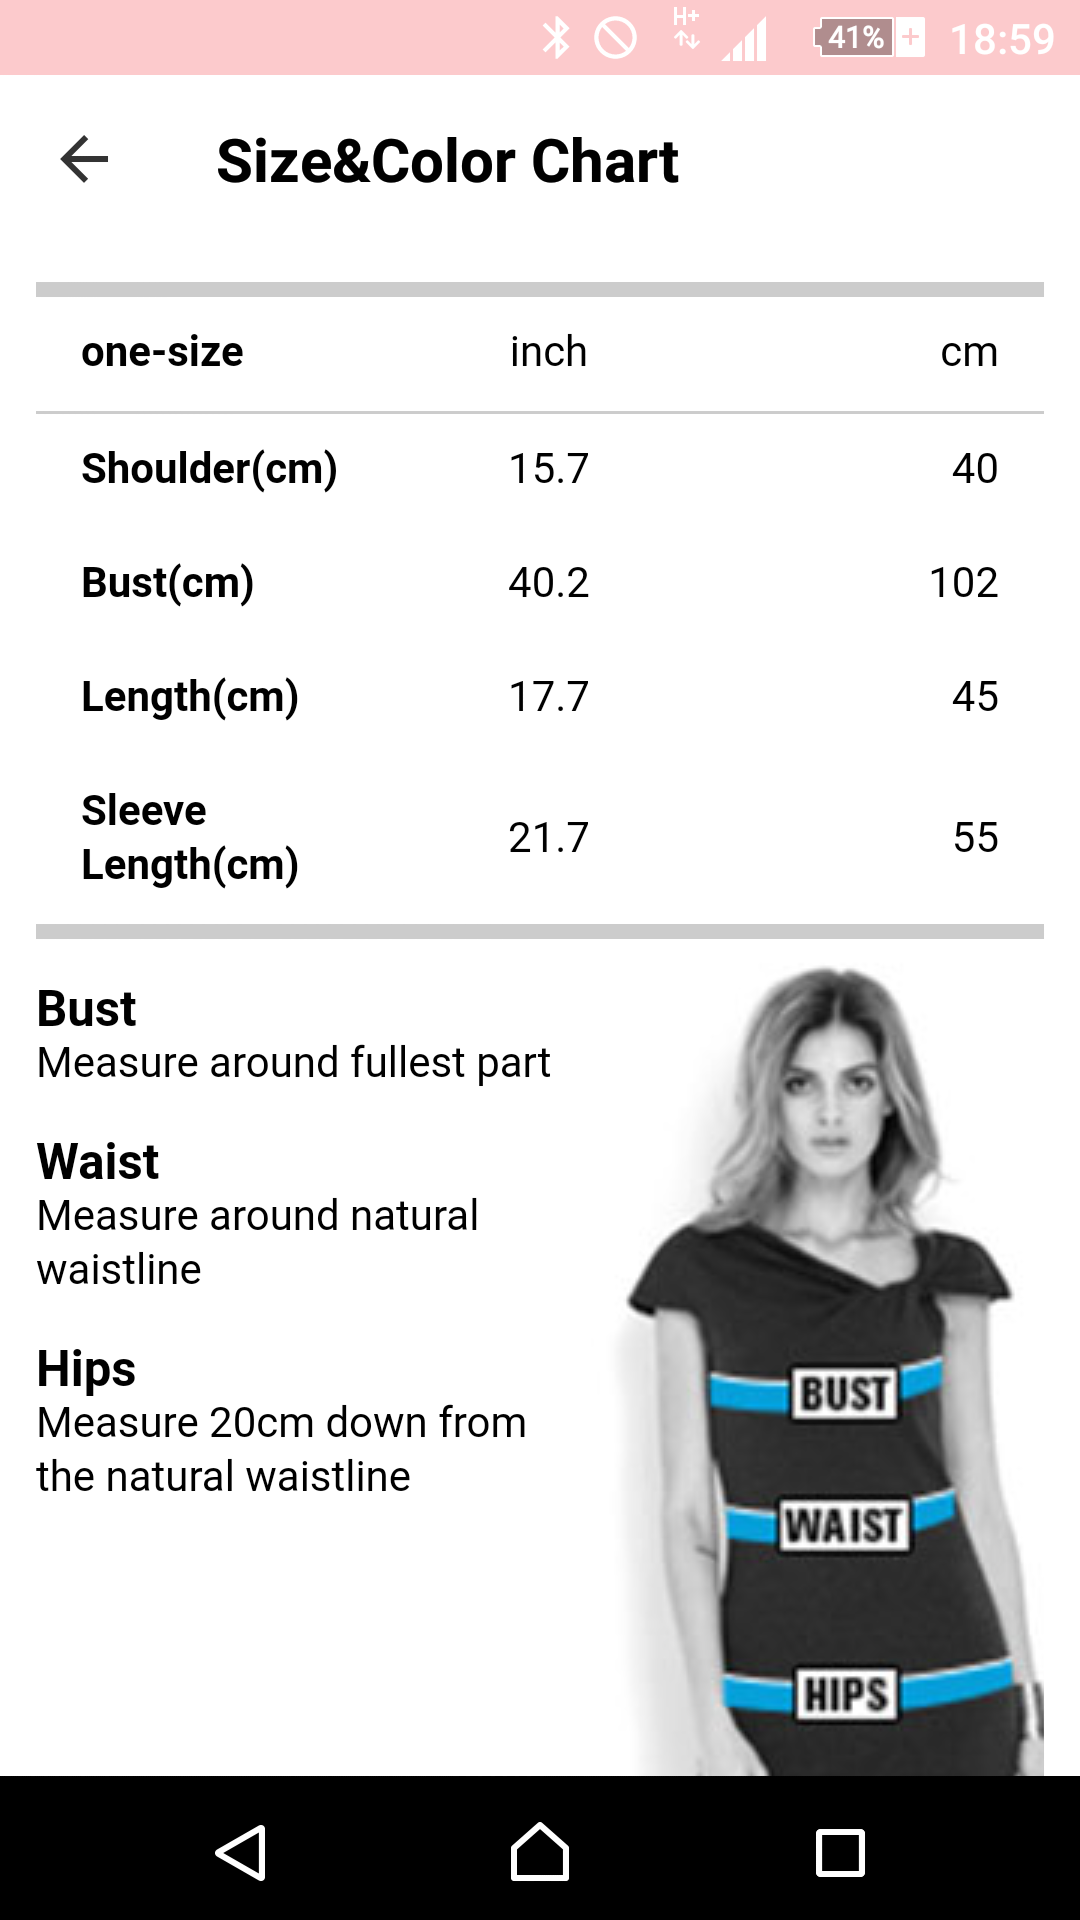 H+
41%
18:59
Size&Color Chart
one-size inch cm
Shoulder(cm) 15.7 40
Bust(cm) 40.2 102
Length(cm) 17.7 45
Sleeve
Length(cm) 21.7 55
Bust
Measure around fullest part
Waist
Measure around natural
waistline
Hips
Measure 20cm down from
the natural waistline
BUST
WAIST
HIPS